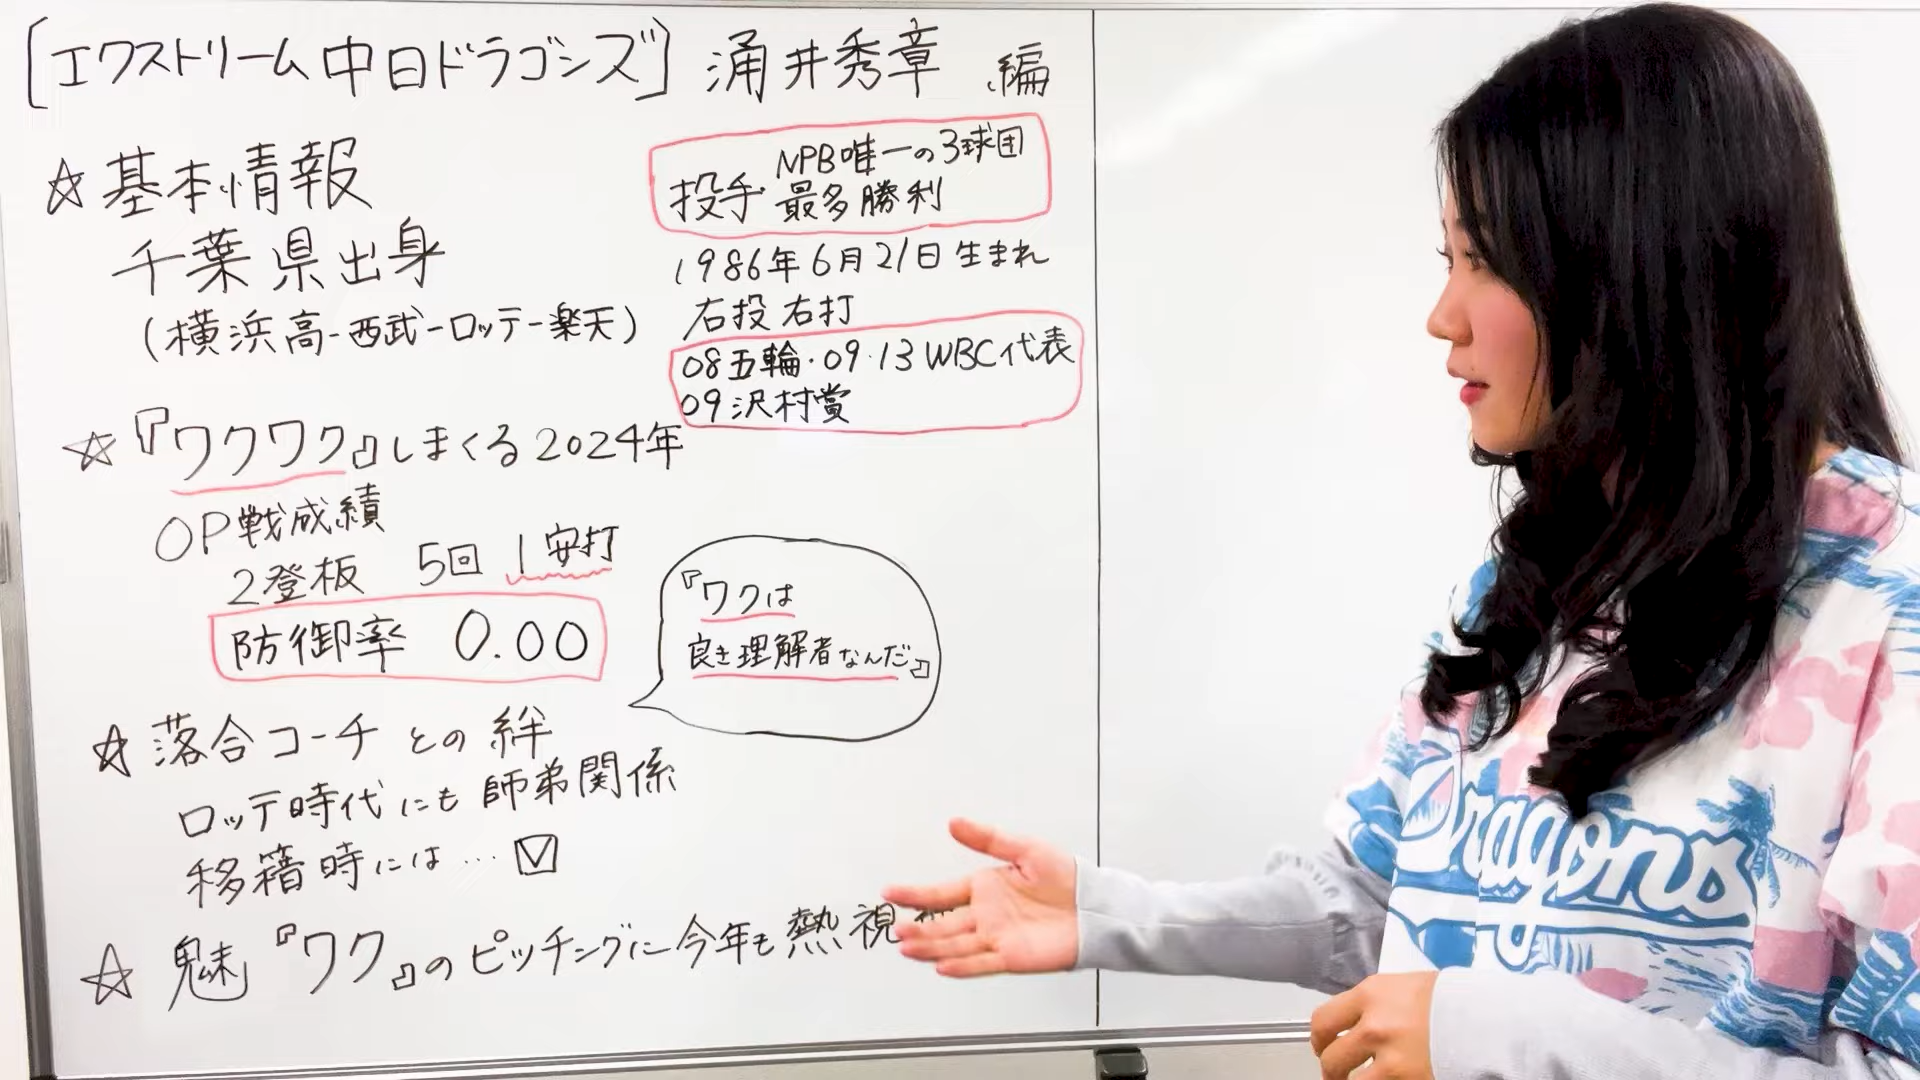 [エクストリーム中日ドラゴンズ] 涌井秀章 編
☆基本情報
千葉県出身
(横浜高-西武-ロッテ-楽天)
投手 NPB唯一の3球団
最多勝利
1986年6月21日生まれ
右投右打
08五輪・09・13 WBC代表
09沢村賞
☆『ワクワク』しまくる2024年
OP戦成績
2登板 5回 1安打
防御率 0.00
『ワクは
良き理解者なんだ』
☆落合コーチとの絆
ロッテ時代にも師弟関係
移籍時には…
☆魅『ワク』のピッチングに今年も熱視
Dragons